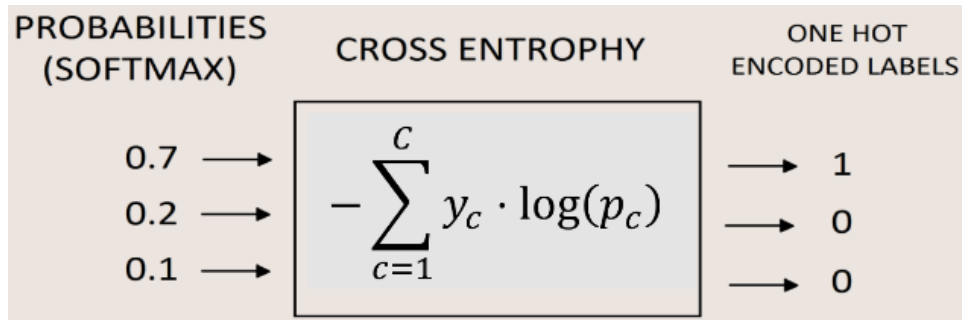 PROBABILITIES
(SOFTMAX)
CROSS ENTROPHY
ONE HOT
ENCODED LABELS
0.7 → → 1
0.2 → → 0
0.1 → → 0
C
− ∑ y_c · log(p_c)
c=1